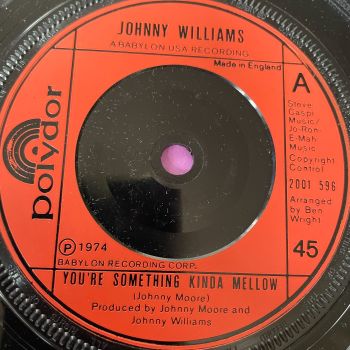 JOHNNY WILLIAMS
A BABYLON USA RECORDING
Made in England
A
polydor
Steve
Caspi
Music/
Jo-Ron-
E-Mah
Music
Copyright
Control
2001 596
Arranged
by Ben
Wright
℗ 1974
BABYLON RECORDING CORP.
45
YOU'RE SOMETHING KINDA MELLOW
(Johnny Moore)
Produced by Johnny Moore and
Johnny Williams